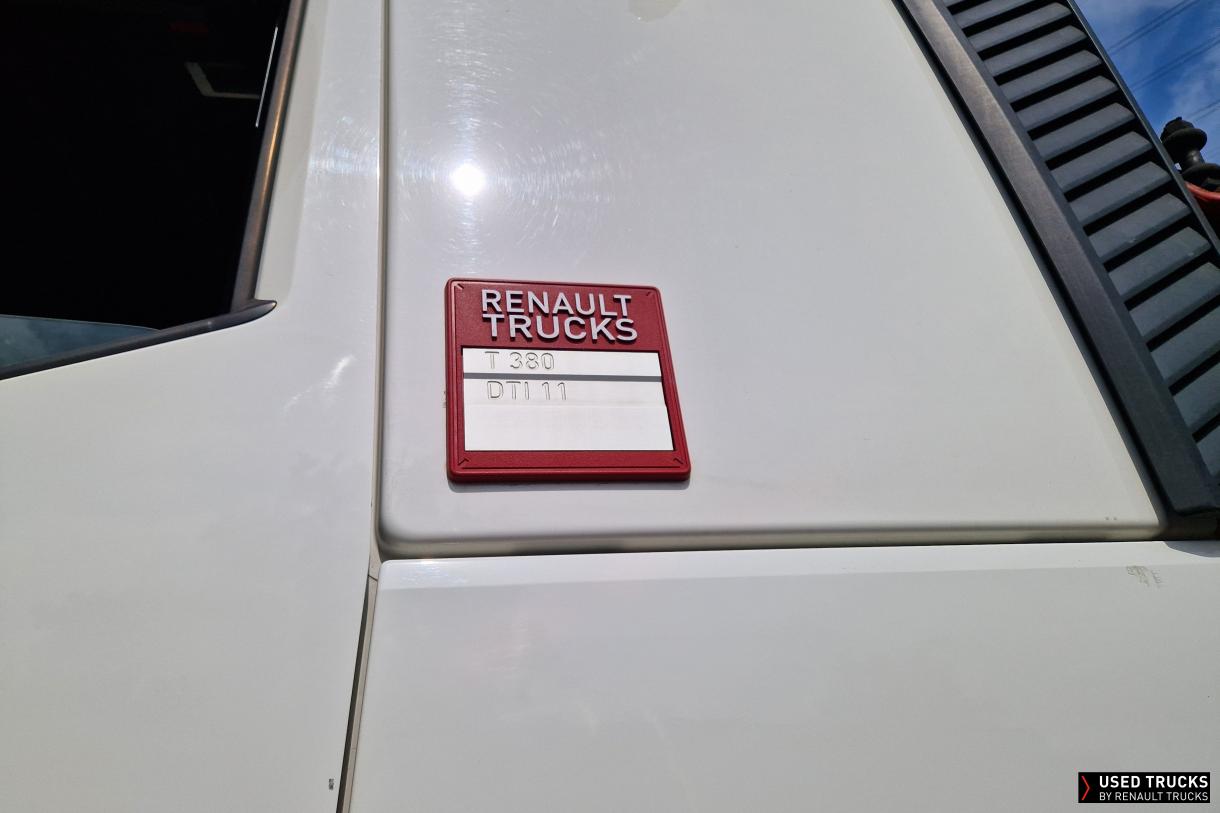 RENAULT
TRUCKS
T 380
DTI 11
USED TRUCKS
BY RENAULT TRUCKS